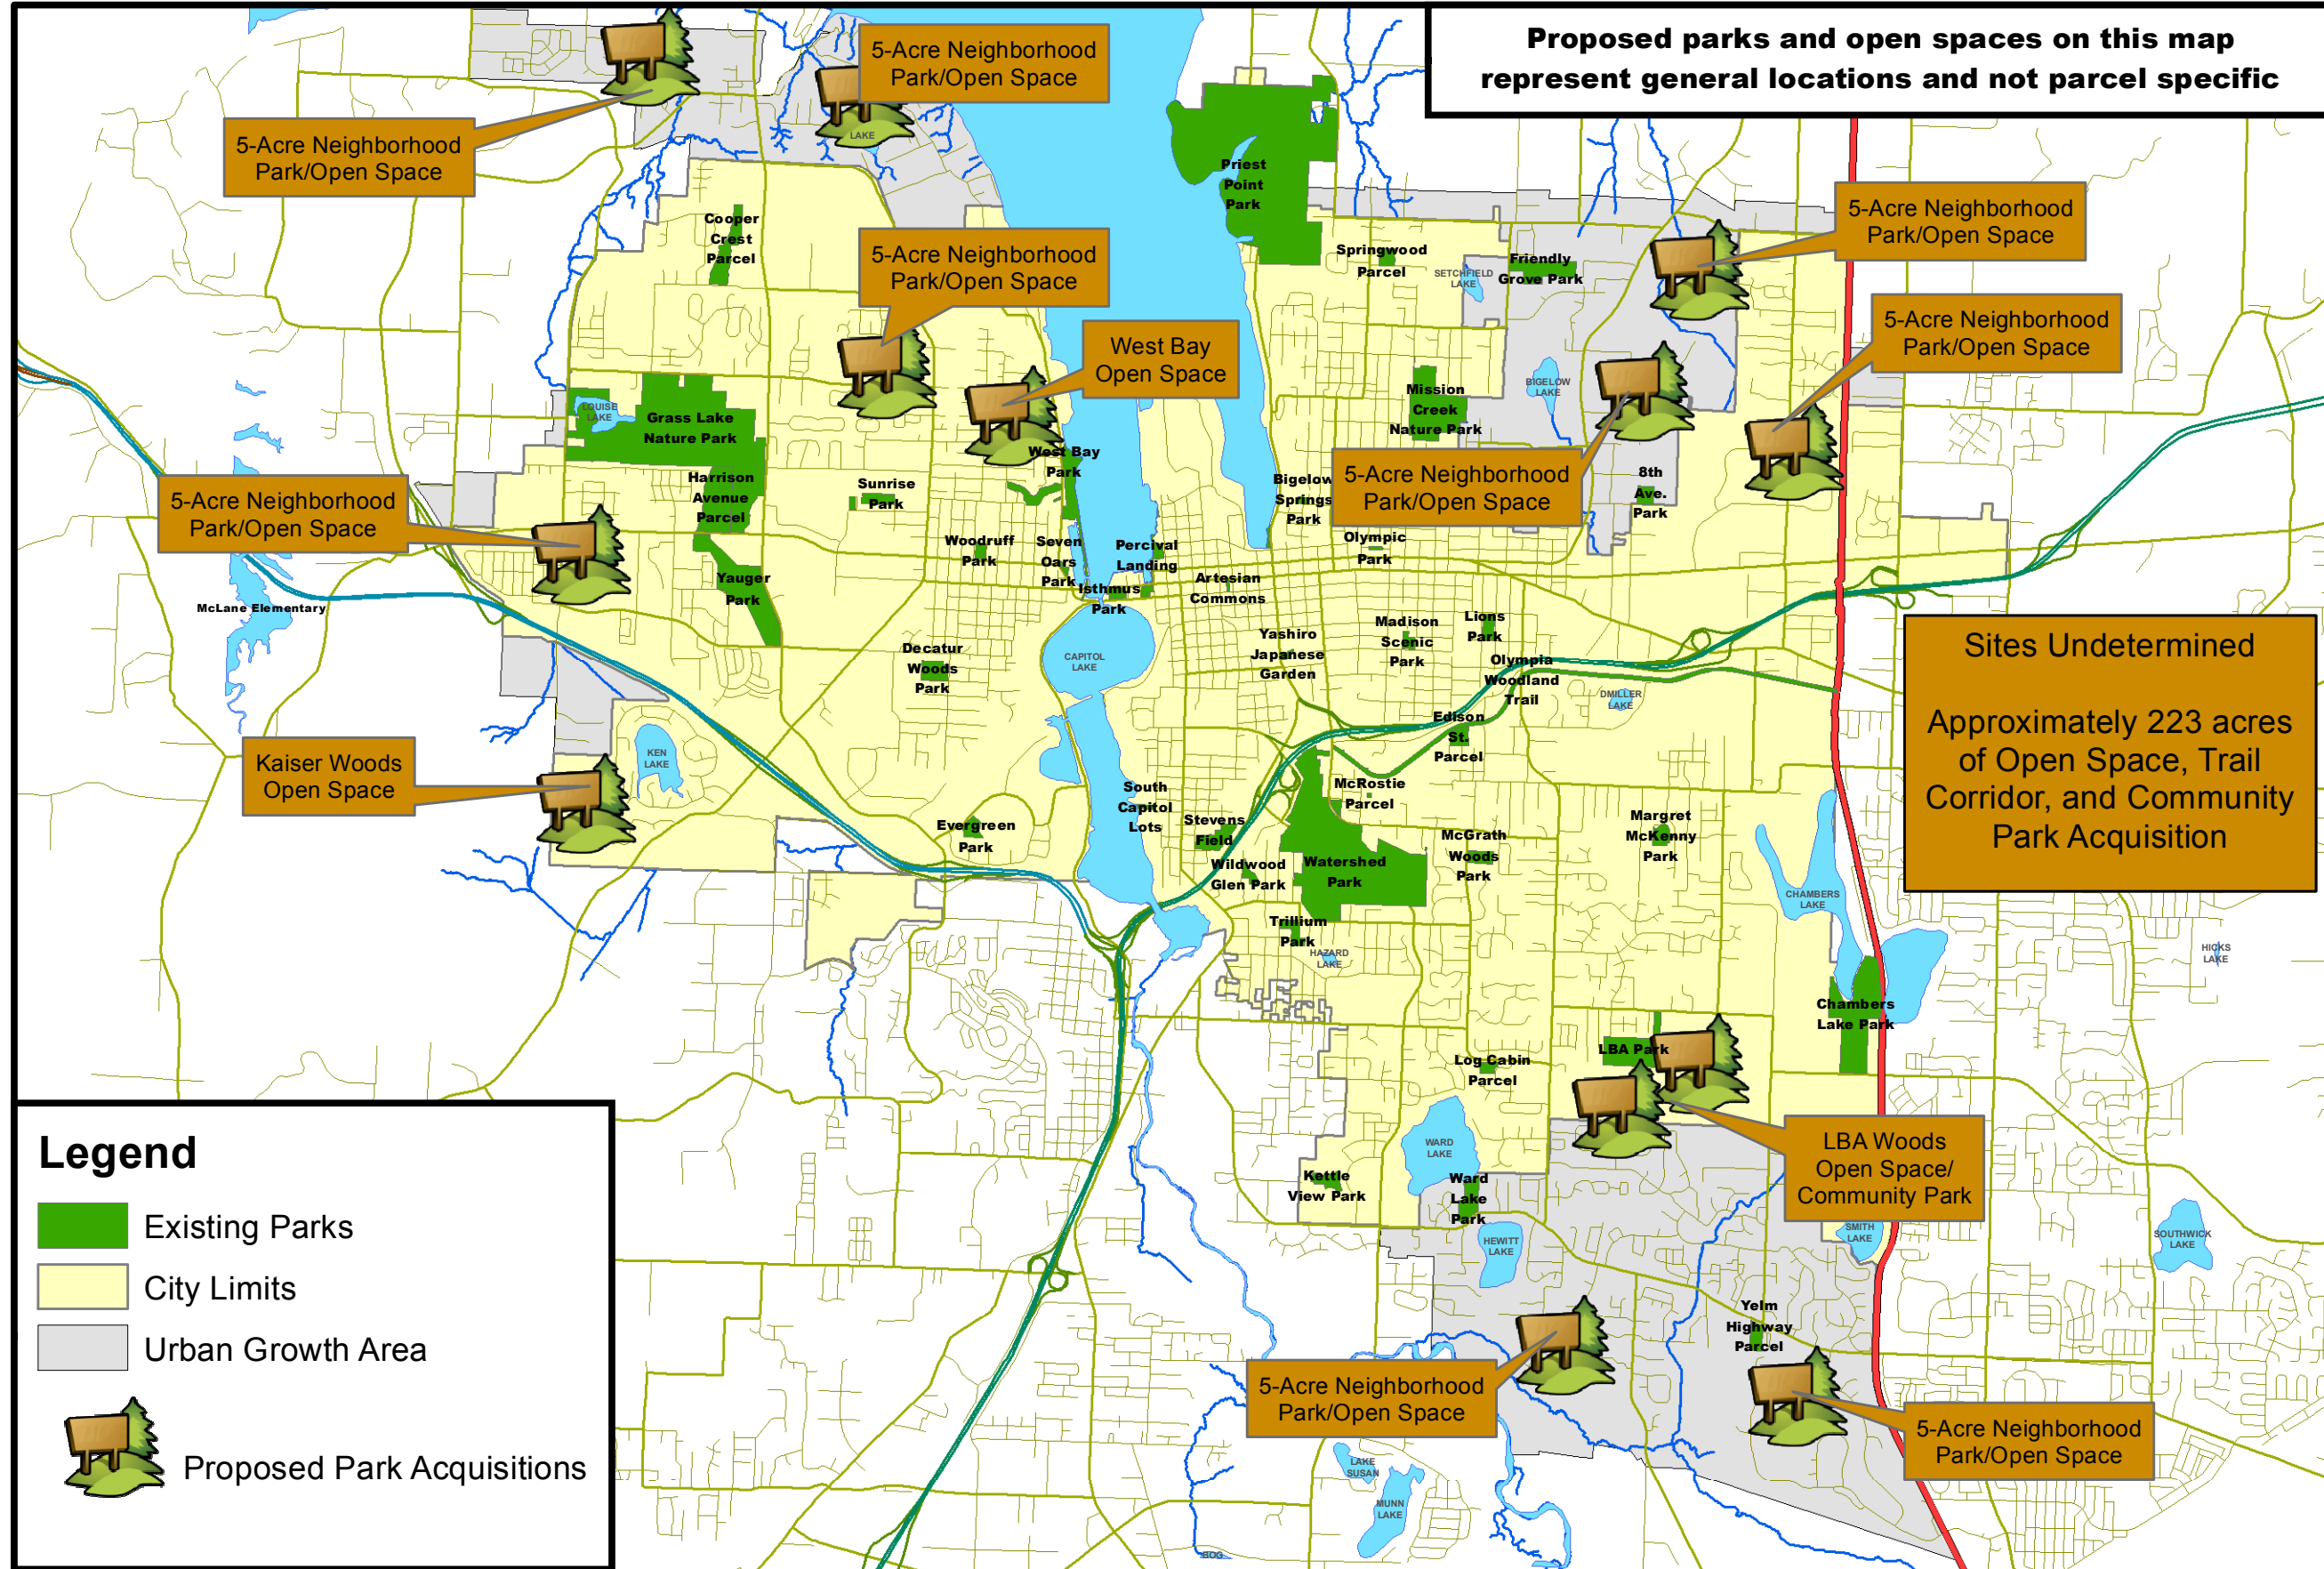 Proposed parks and open spaces on this map
represent general locations and not parcel specific
5-Acre Neighborhood
Park/Open Space
5-Acre Neighborhood
Park/Open Space
LAKE
Priest
Point
Park
5-Acre Neighborhood
Park/Open Space
Cooper
Crest
Parcel
5-Acre Neighborhood
Park/Open Space
Springwood
Parcel
SETCHFIELD
LAKE
Friendly
Grove Park
5-Acre Neighborhood
Park/Open Space
West Bay
Open Space
LOUISE
LAKE
Grass Lake
Nature Park
Mission
Creek
Nature Park
BIGELOW
LAKE
West Bay
Park
5-Acre Neighborhood
Park/Open Space
Harrison
Avenue
Parcel
Sunrise
Park
Bigelow
Springs
Park
5-Acre Neighborhood
Park/Open Space
8th
Ave.
Park
Woodruff
Park
Seven
Oars
Park
Percival
Landing
Olympic
Park
Yauger
Park
Isthmus
Park
Artesian
Commons
McLane Elementary
Madison
Scenic
Park
Lions
Park
Yashiro
Japanese
Garden
Decatur
Woods
Park
CAPITOL
LAKE
Olympia
Woodland
Trail
DMILLER
LAKE
Sites Undetermined
Approximately 223 acres
of Open Space, Trail
Corridor, and Community
Park Acquisition
Edison
St.
Parcel
KEN
LAKE
Kaiser Woods
Open Space
South
Capitol
Lots
McRostie
Parcel
Evergreen
Park
Stevens
Field
Margret
McKenny
Park
McGrath
Woods
Park
Wildwood
Glen Park
Watershed
Park
CHAMBERS
LAKE
Trillium
Park
HAZARD
LAKE
HICKS
LAKE
Chambers
Lake Park
LBA Park
Log Cabin
Parcel
WARD
LAKE
LBA Woods
Open Space/
Community Park
Kettle
View Park
Ward
Lake
Park
HEWITT
LAKE
SMITH
LAKE
SOUTHWICK
LAKE
Yelm
Highway
Parcel
5-Acre Neighborhood
Park/Open Space
5-Acre Neighborhood
Park/Open Space
LAKE
SUSAN
MUNN
LAKE
BOG
Legend
Existing Parks
City Limits
Urban Growth Area
Proposed Park Acquisitions